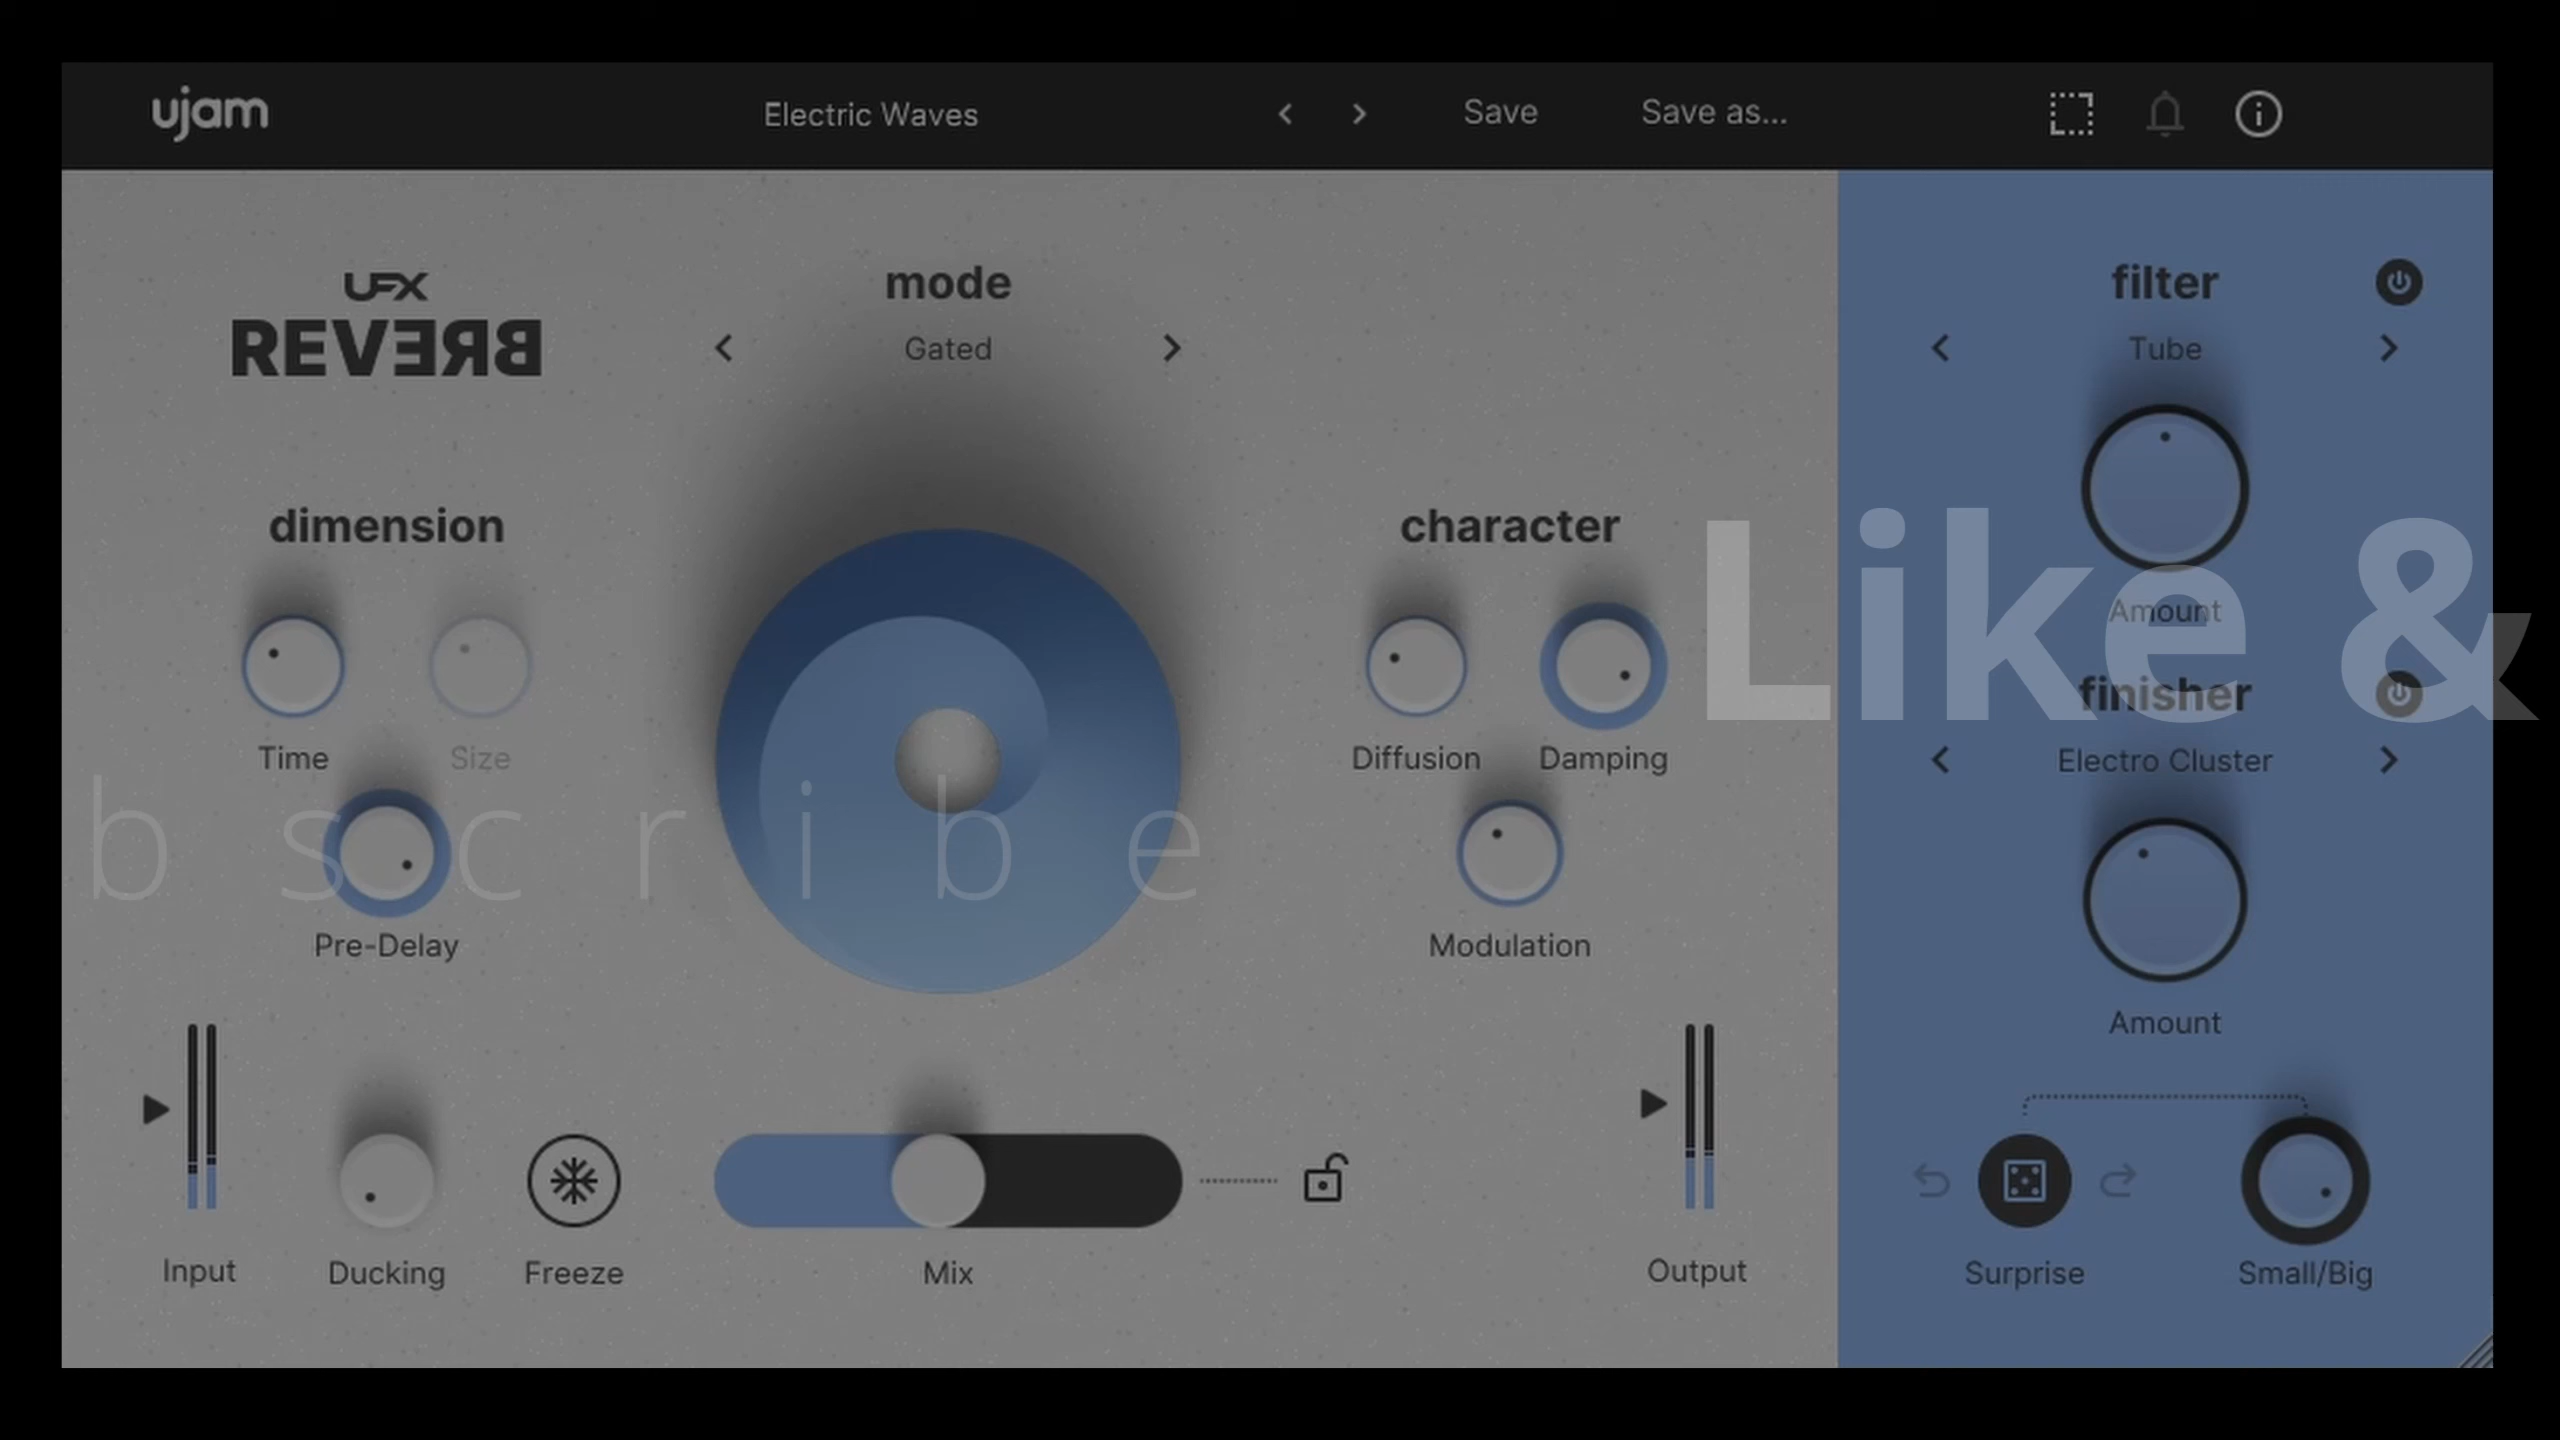 ujam
Electric Waves
Save
Save as...
UFX
REVERB
mode
Gated
filter
Tube
Amount
dimension
Time
Size
Pre-Delay
character
Diffusion
Damping
Modulation
Like &
bscribe
finisher
Electro Cluster
Amount
Input
Ducking
Freeze
Mix
Output
Surprise
Small/Big